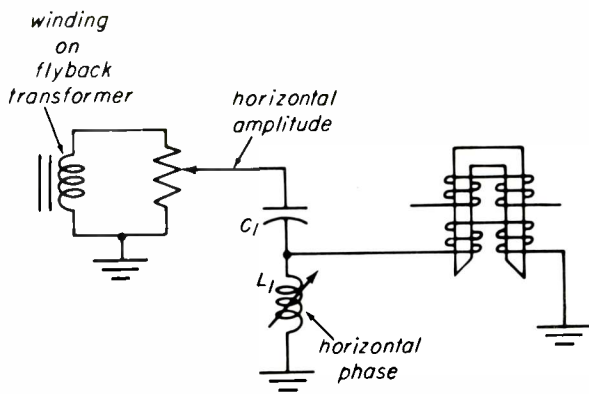 winding
on
flyback
transformer
horizontal
amplitude
C1
L1
horizontal
phase